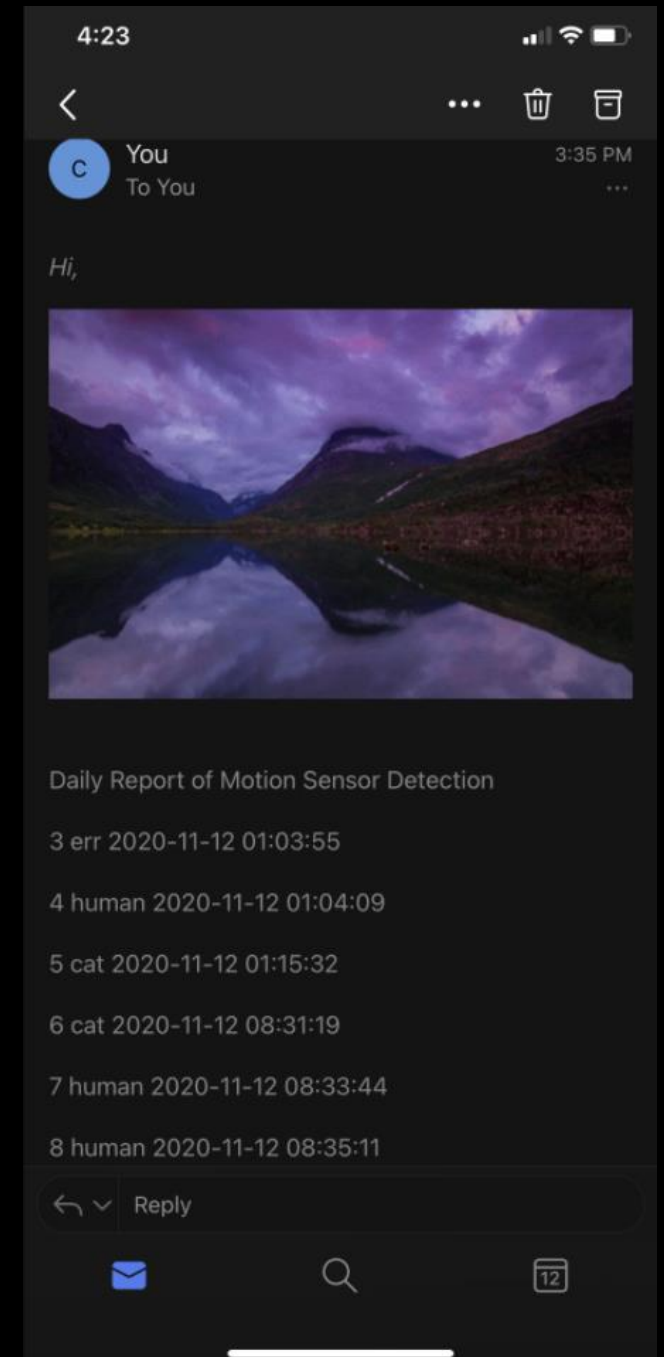 4:23
C
You
3:35 PM
To You
Hi,
Daily Report of Motion Sensor Detection
3 err 2020-11-12 01:03:55
4 human 2020-11-12 01:04:09
5 cat 2020-11-12 01:15:32
6 cat 2020-11-12 08:31:19
7 human 2020-11-12 08:33:44
8 human 2020-11-12 08:35:11
Reply
12